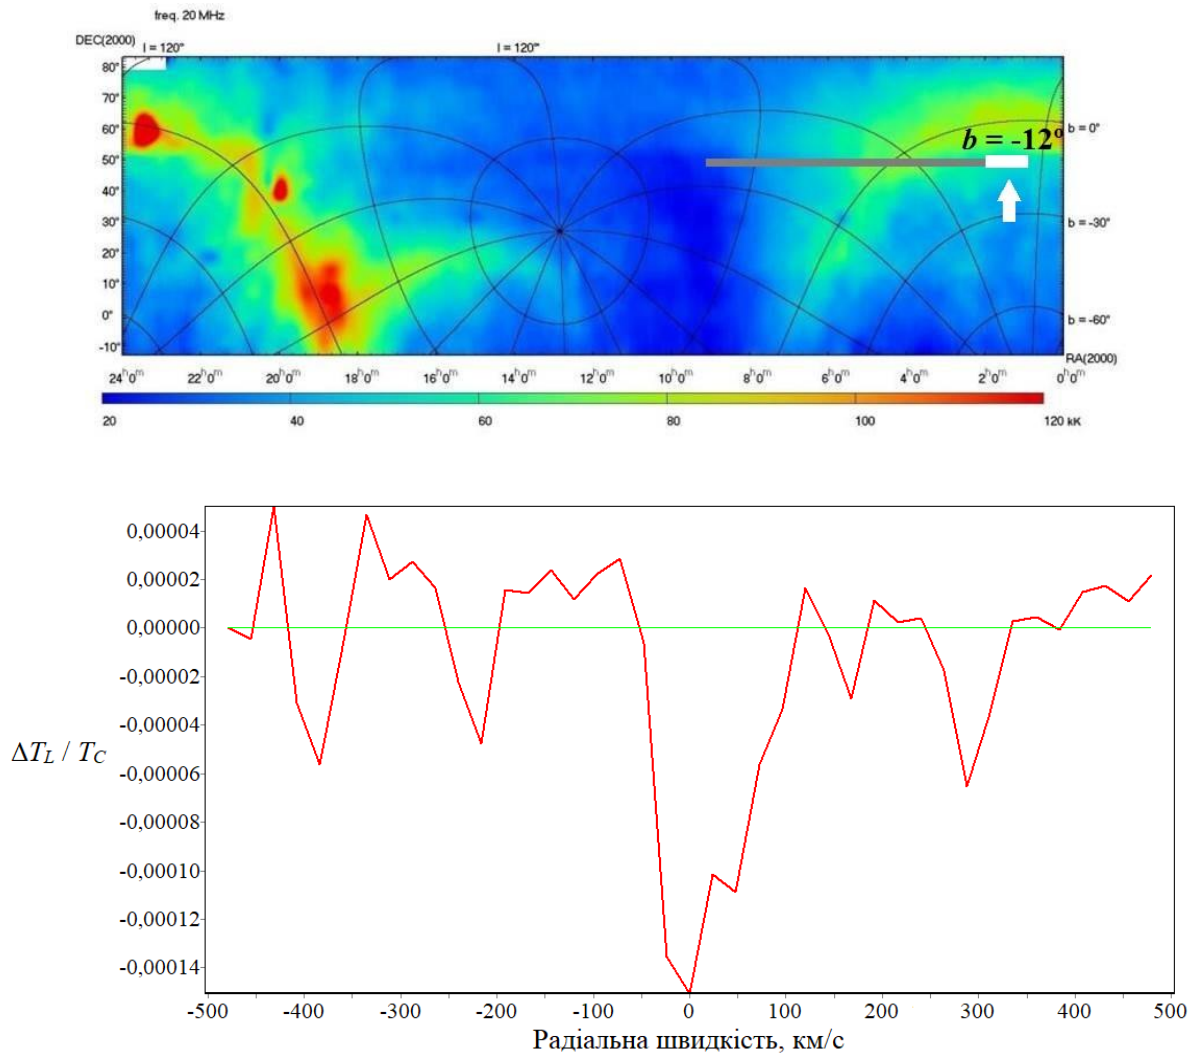 freq. 20 MHz
DEC(2000)
l = 120°
l = 120°
80°
70°
60°
50°
40°
30°
20°
10°
0°
-10°
b = 0°
b = -12°
b = -30°
b = -60°
RA(2000)
24ʰ0ᵐ 22ʰ0ᵐ 20ʰ0ᵐ 18ʰ0ᵐ 16ʰ0ᵐ 14ʰ0ᵐ 12ʰ0ᵐ 10ʰ0ᵐ 8ʰ0ᵐ 6ʰ0ᵐ 4ʰ0ᵐ 2ʰ0ᵐ 0ʰ0ᵐ
20 40 60 80 100 120 kK
0,00004
0,00002
0,00000
-0,00002
-0,00004
ΔT_L / T_C
-0,00006
-0,00008
-0,00010
-0,00012
-0,00014
-500 -400 -300 -200 -100 0 100 200 300 400 500
Радіальна швидкість, км/с